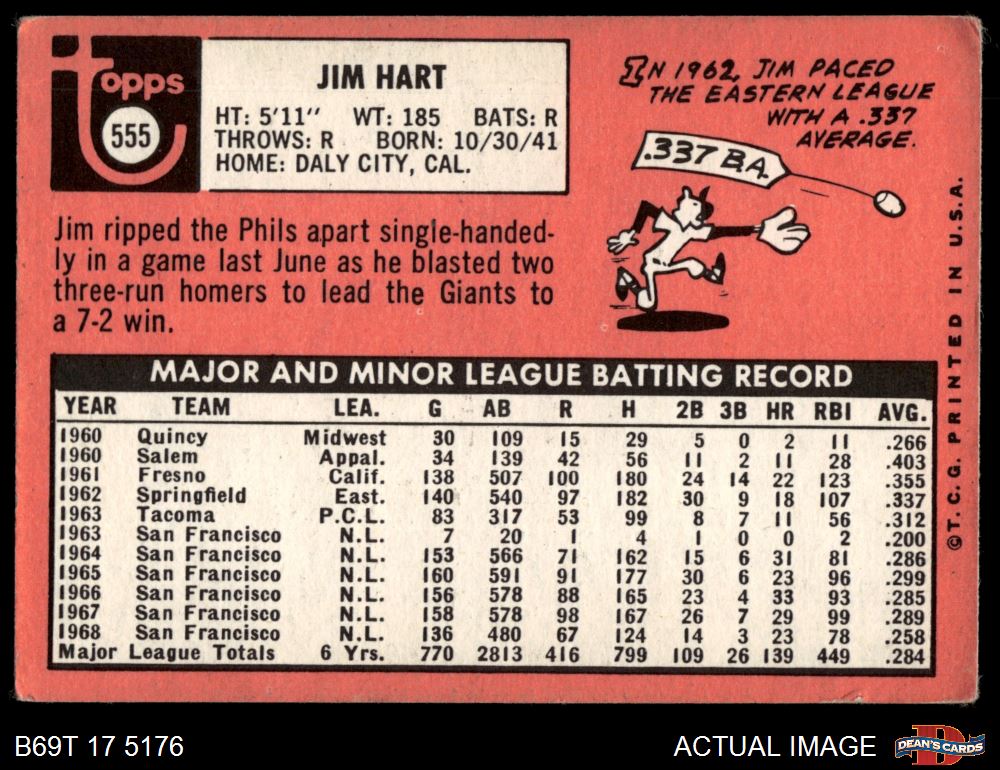 topps
555
JIM HART
HT: 5'11" WT: 185 BATS: R
THROWS: R BORN: 10/30/41
HOME: DALY CITY, CAL.
IN 1962, JIM PACED
THE EASTERN LEAGUE
WITH A .337
AVERAGE.
.337 B.A.
Jim ripped the Phils apart single-handed-
ly in a game last June as he blasted two
three-run homers to lead the Giants to
a 7-2 win.
MAJOR AND MINOR LEAGUE BATTING RECORD
YEAR TEAM LEA. G AB R H 2B 3B HR RBI AVG.
1960 Quincy Midwest 30 109 15 29 5 0 2 11 .266
1960 Salem Appal. 34 139 42 56 11 2 11 28 .403
1961 Fresno Calif. 138 507 100 180 24 14 22 123 .355
1962 Springfield East. 140 540 97 182 30 9 18 107 .337
1963 Tacoma P.C.L. 83 317 53 99 8 7 11 56 .312
1963 San Francisco N.L. 7 20 1 4 1 0 0 2 .200
1964 San Francisco N.L. 153 566 71 162 15 6 31 81 .286
1965 San Francisco N.L. 160 591 91 177 30 6 23 96 .299
1966 San Francisco N.L. 156 578 88 165 23 4 33 93 .285
1967 San Francisco N.L. 158 578 98 167 26 7 29 99 .289
1968 San Francisco N.L. 136 480 67 124 14 3 23 78 .258
Major League Totals 6 Yrs. 770 2813 416 799 109 26 139 449 .284
© T. C. G. PRINTED IN U.S.A.
B69T 17 5176
ACTUAL IMAGE
DEAN'S CARDS